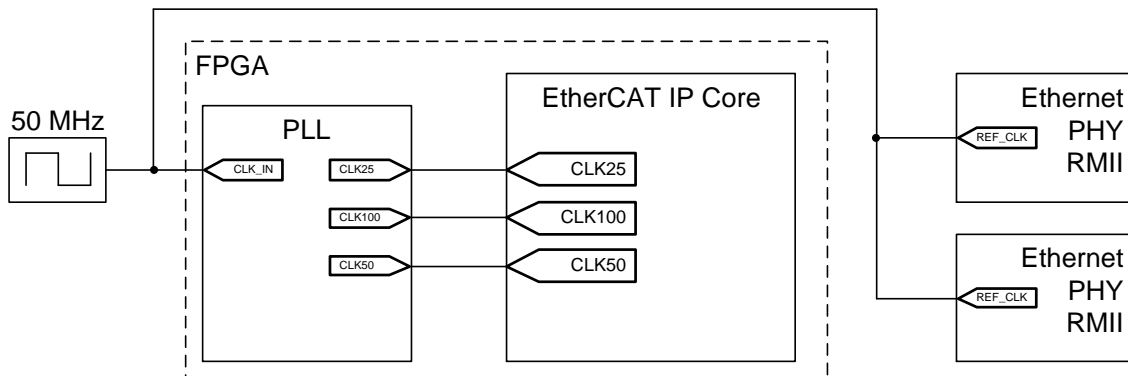 FPGA
EtherCAT IP Core
Ethernet
PHY
RMII
50 MHz
PLL
REF_CLK
CLK_IN
CLK25
CLK25
CLK100
CLK100
CLK50
CLK50
Ethernet
PHY
RMII
REF_CLK